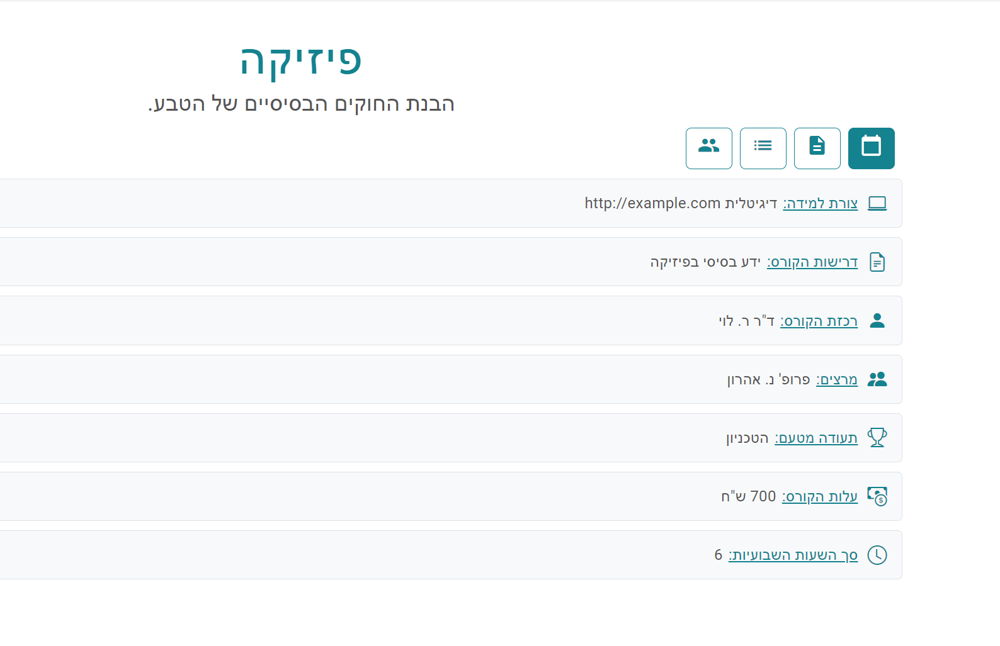 פיזיקה
הבנת החוקים הבסיסיים של הטבע.
צורת למידה: דיגיטלית http://example.com
דרישות הקורס: ידע בסיסי בפיזיקה
רכזת הקורס: ד"ר ר. לוי
מרצים: פרופ' נ. אהרון
תעודה מטעם: הטכניון
עלות הקורס: 700 ש"ח
סך השעות השבועיות: 6